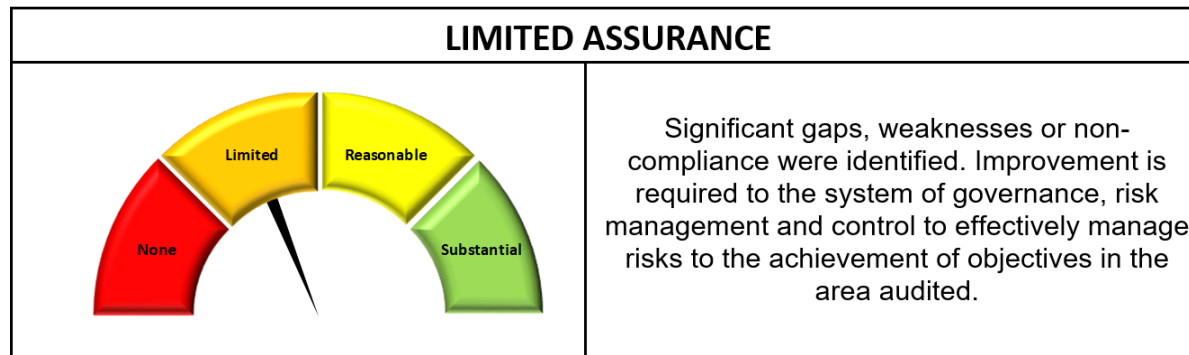 LIMITED ASSURANCE
Limited
Reasonable
None
Substantial
Significant gaps, weaknesses or non-
compliance were identified. Improvement is
required to the system of governance, risk
management and control to effectively manage
risks to the achievement of objectives in the
area audited.